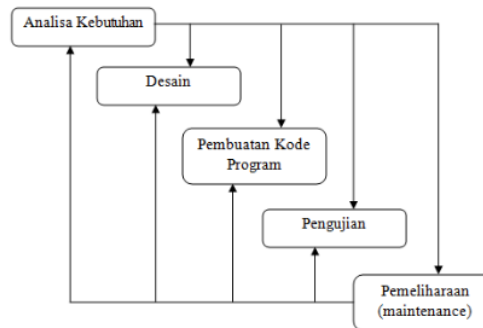 Analisa Kebutuhan
Desain
Pembuatan Kode
Program
Pengujian
Pemeliharaan
(maintenance)